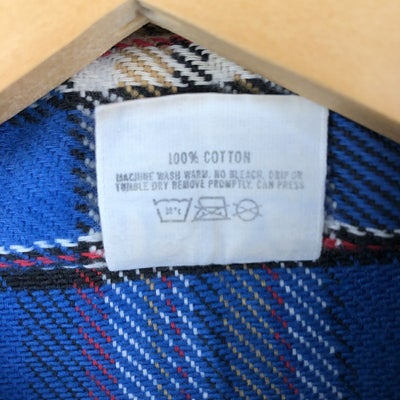 100% COTTON
MACHINE WASH WARM. NO BLEACH, DRIP OR
TUMBLE DRY REMOVE PROMPTLY. CAN PRESS